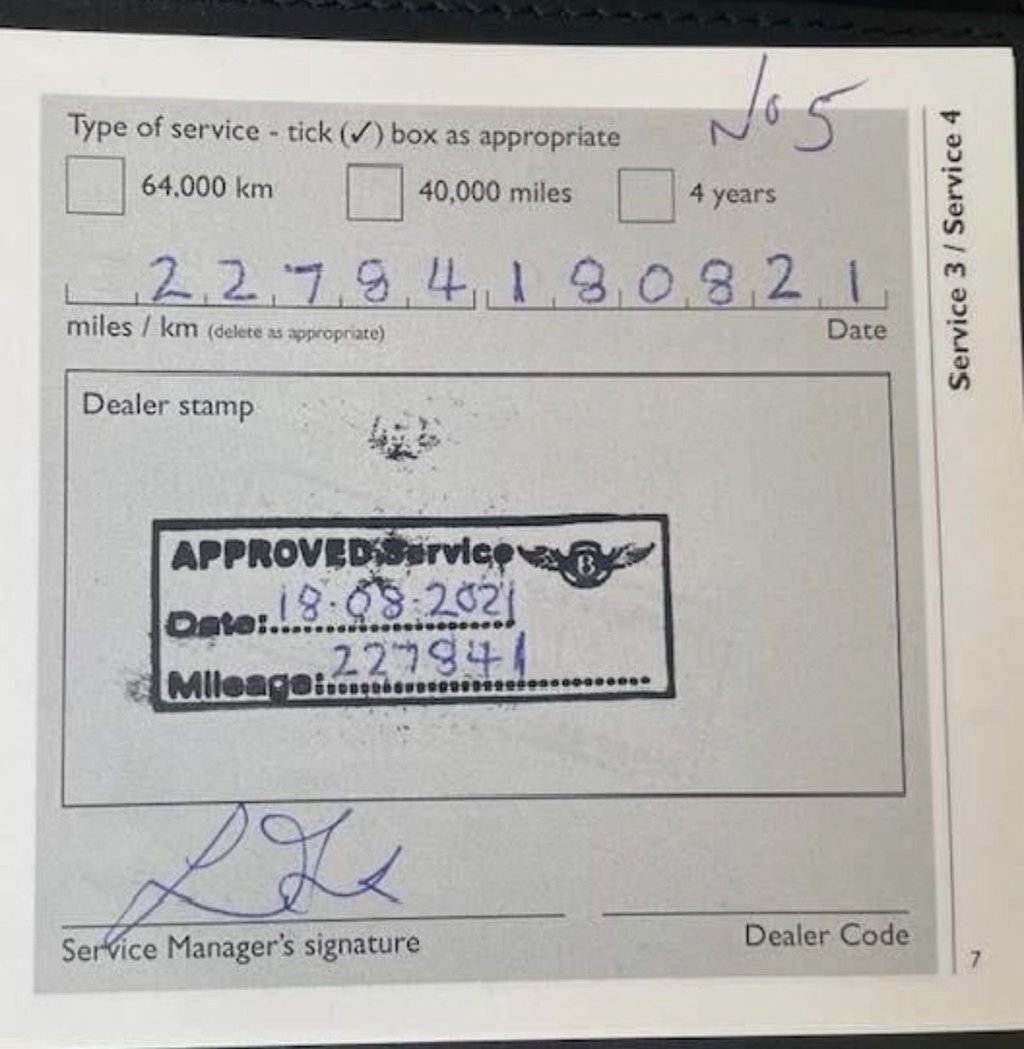 No 5
Type of service - tick (✓) box as appropriate
64,000 km 40,000 miles 4 years
22784 180821
miles / km (delete as appropriate) Date
Dealer stamp
APPROVED Service B
Date: 18.08.2021
Mileage: 227841
Service Manager's signature Dealer Code
Service 3 / Service 4
7